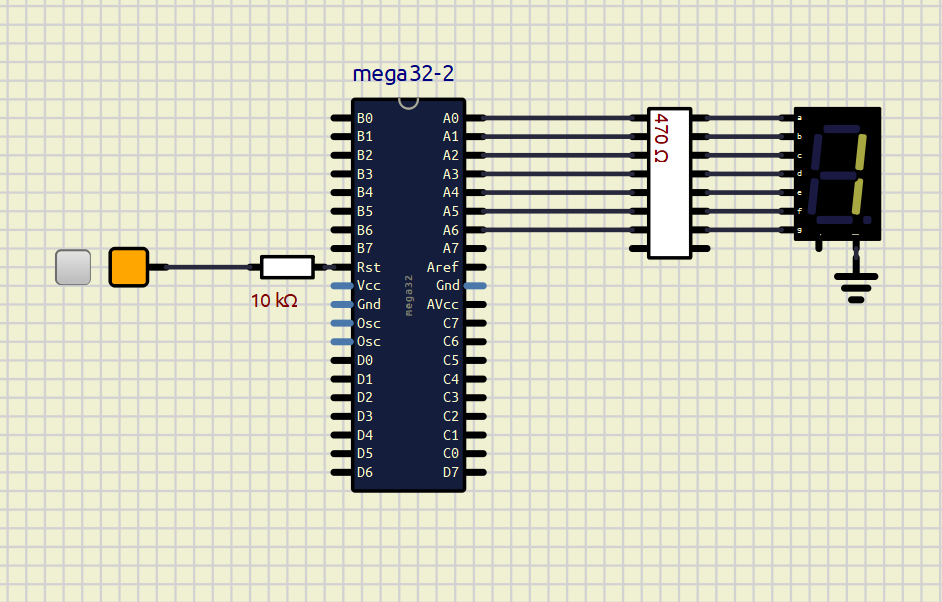 mega32-2
B0 A0
B1 A1
B2 A2
B3 A3
B4 A4
B5 A5
B6 A6
B7 A7
Rst Aref
Vcc Gnd
Gnd AVcc
Osc C7
Osc C6
D0 C5
D1 C4
D2 C3
D3 C2
D4 C1
D5 C0
D6 D7
mega32
10 kΩ
470 Ω
a
b
c
d
e
f
g